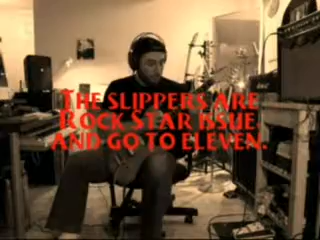 The slippers are
Rock Star issue
and go to eleven.